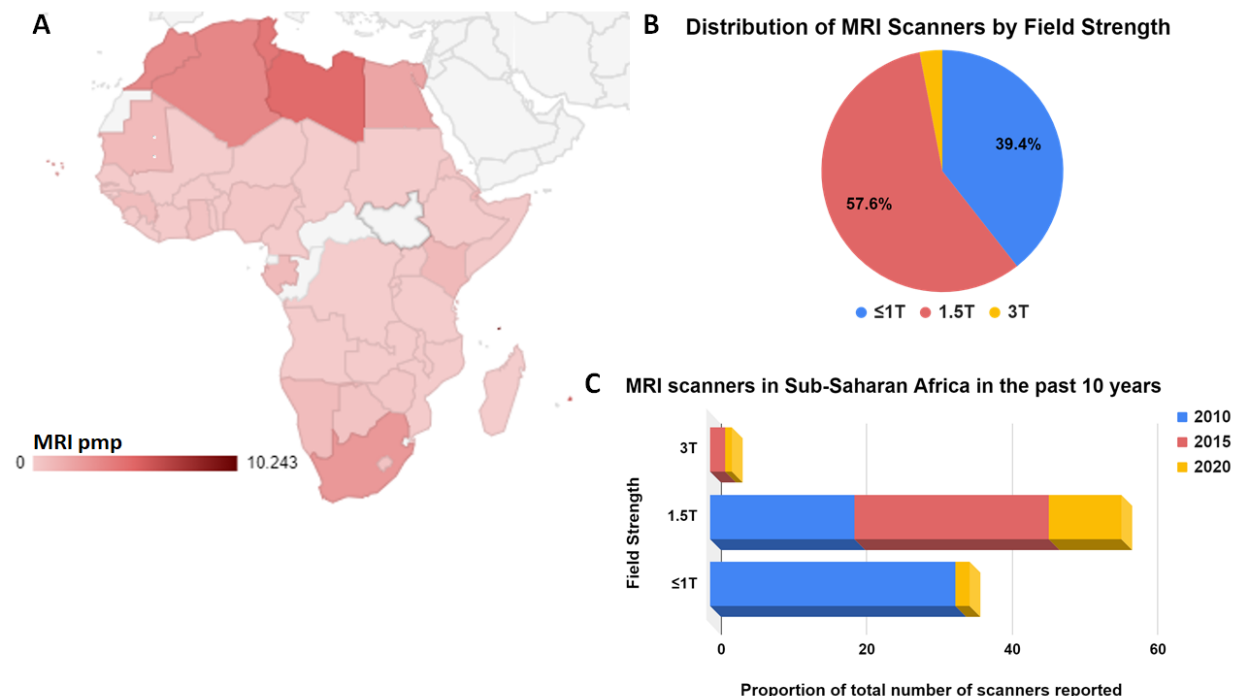 A
MRI pmp
0
10.243
B
Distribution of MRI Scanners by Field Strength
39.4%
57.6%
≤1T 1.5T 3T
C
MRI scanners in Sub-Saharan Africa in the past 10 years
2010
2015
2020
Field Strength
3T
1.5T
≤1T
0 20 40 60
Proportion of total number of scanners reported